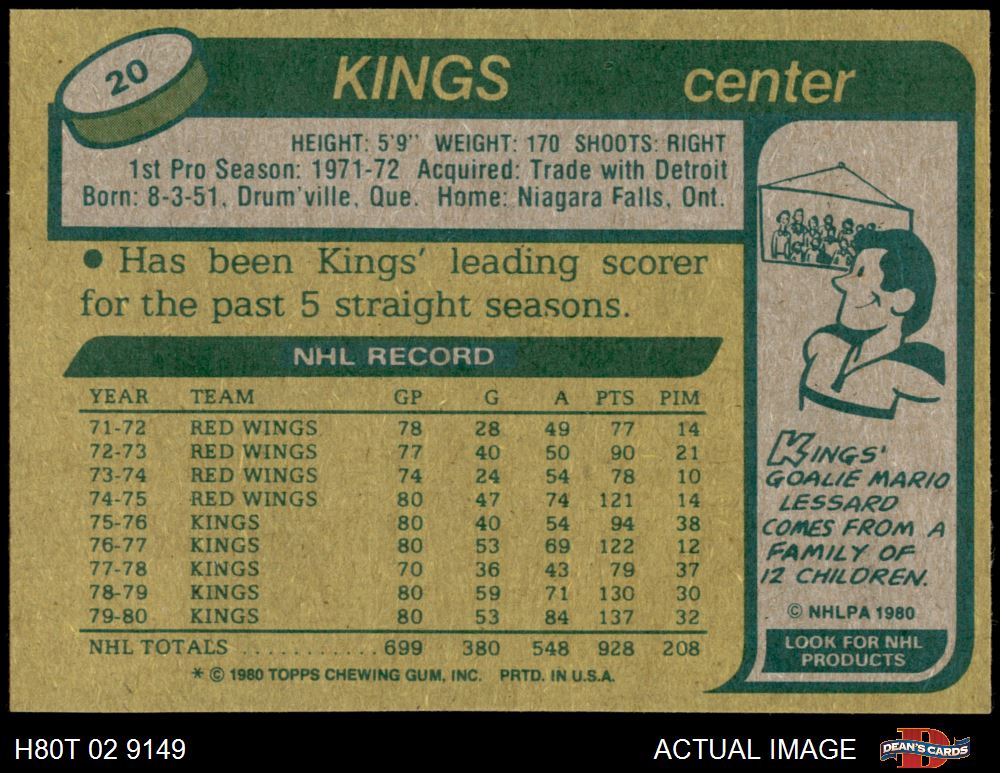 20
KINGS center
HEIGHT: 5'9" WEIGHT: 170 SHOOTS: RIGHT
1st Pro Season: 1971-72 Acquired: Trade with Detroit
Born: 8-3-51, Drum'ville, Que. Home: Niagara Falls, Ont.
• Has been Kings' leading scorer
for the past 5 straight seasons.
NHL RECORD
YEAR TEAM GP G A PTS PIM
71-72 RED WINGS 78 28 49 77 14
72-73 RED WINGS 77 40 50 90 21
73-74 RED WINGS 74 24 54 78 10
74-75 RED WINGS 80 47 74 121 14
75-76 KINGS 80 40 54 94 38
76-77 KINGS 80 53 69 122 12
77-78 KINGS 70 36 43 79 37
78-79 KINGS 80 59 71 130 30
79-80 KINGS 80 53 84 137 32
NHL TOTALS ........... 699 380 548 928 208
* © 1980 TOPPS CHEWING GUM, INC. PRTD. IN U.S.A.
KINGS'
GOALIE MARIO
LESSARD
COMES FROM A
FAMILY OF
12 CHILDREN.
© NHLPA 1980
LOOK FOR NHL
PRODUCTS
H80T 02 9149
ACTUAL IMAGE
D
DEAN'S CARDS